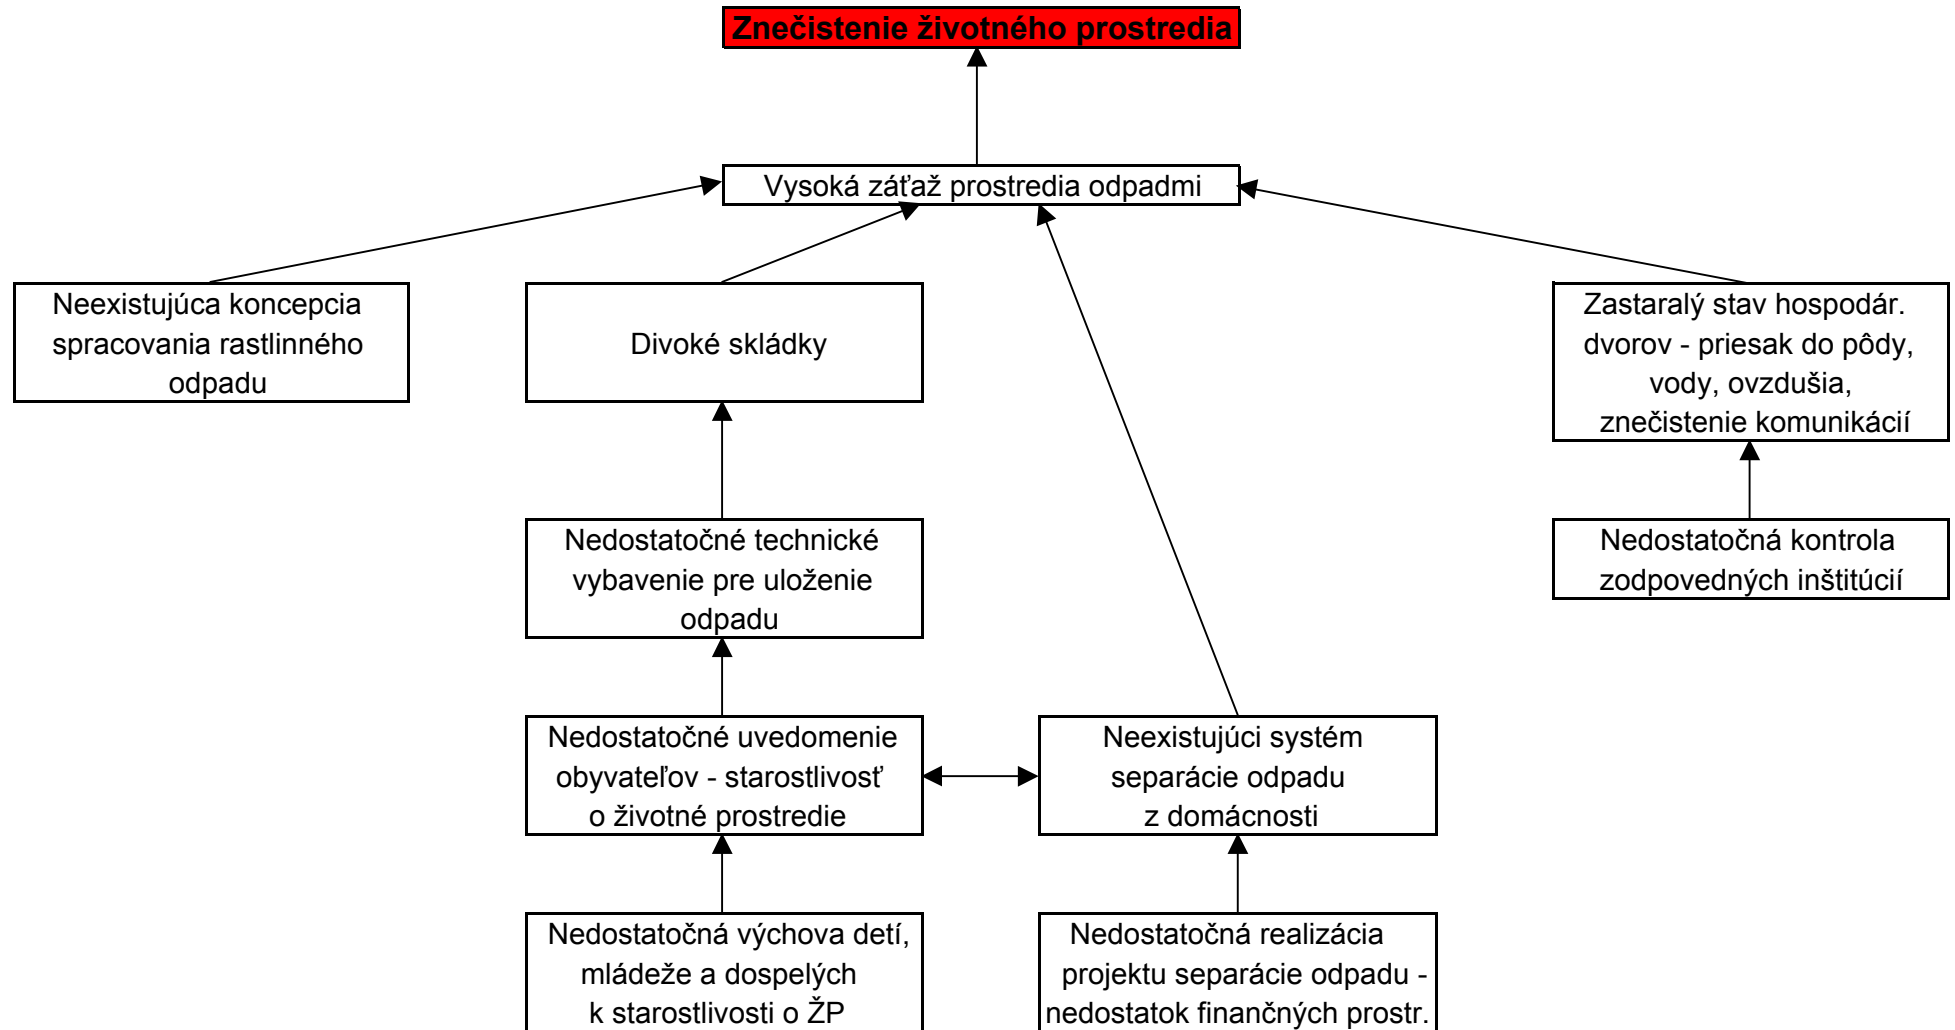 Znečistenie životného prostredia
Vysoká záťaž prostredia odpadmi
Neexistujúca koncepcia
spracovania rastlinného
odpadu
Divoké skládky
Zastaralý stav hospodár.
dvorov - priesak do pôdy,
vody, ovzdušia,
znečistenie komunikácií
Nedostatočné technické
vybavenie pre uloženie
odpadu
Nedostatočná kontrola
zodpovedných inštitúcií
Nedostatočné uvedomenie
obyvateľov - starostlivosť
o životné prostredie
Neexistujúci systém
separácie odpadu
z domácnosti
Nedostatočná výchova detí,
mládeže a dospelých
k starostlivosti o ŽP
Nedostatočná realizácia
projektu separácie odpadu -
nedostatok finančných prostr.